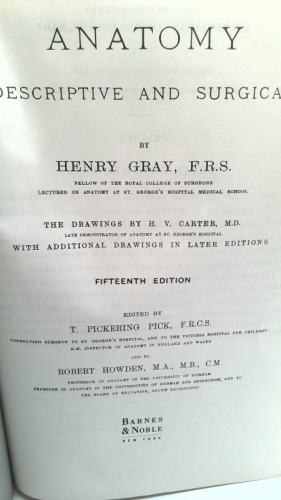 ANATOMY
DESCRIPTIVE AND SURGICA
BY
HENRY GRAY, F.R.S.
FELLOW OF THE ROYAL COLLEGE OF SURGEONS
LECTURER ON ANATOMY AT ST. GEORGE'S HOSPITAL MEDICAL SCHOOL
THE DRAWINGS BY H. V. CARTER, M.D.
LATE DEMONSTRATOR OF ANATOMY AT ST. GEORGE'S HOSPITAL
WITH ADDITIONAL DRAWINGS IN LATER EDITIONS
FIFTEENTH EDITION
EDITED BY
T. PICKERING PICK, F.R.C.S.
CONSULTING SURGEON TO ST. GEORGE'S HOSPITAL, AND TO THE VICTORIA HOSPITAL FOR CHILDREN
H.M. INSPECTOR OF ANATOMY IN ENGLAND AND WALES
AND BY
ROBERT HOWDEN, M.A., M.B., C.M.
PROFESSOR OF ANATOMY IN THE UNIVERSITY OF DURHAM
EXAMINER IN ANATOMY IN THE UNIVERSITIES OF DURHAM AND EDINBURGH, AND TO
THE BOARD OF EDUCATION, SOUTH KENSINGTON
BARNES
& NOBLE
NEW YORK